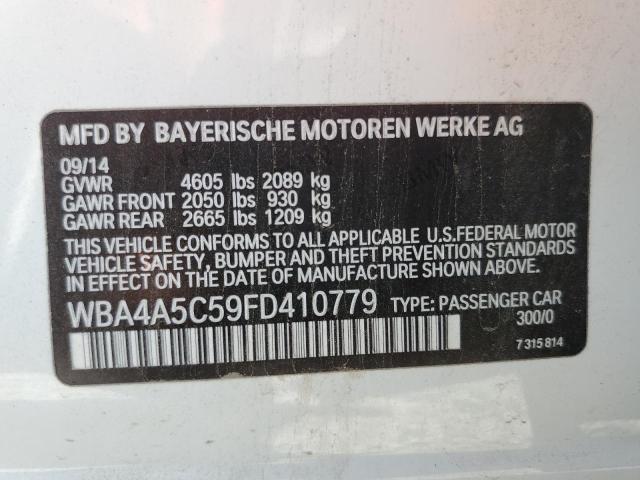 MFD BY BAYERISCHE MOTOREN WERKE AG
09/14
GVWR 4605 lbs 2089 kg
GAWR FRONT 2050 lbs 930 kg
GAWR REAR 2665 lbs 1209 kg
THIS VEHICLE CONFORMS TO ALL APPLICABLE U.S.FEDERAL MOTOR
VEHICLE SAFETY, BUMPER AND THEFT PREVENTION STANDARDS
IN EFFECT ON THE DATE OF MANUFACTURE SHOWN ABOVE.
WBA4A5C59FD410779 TYPE: PASSENGER CAR
300/0
7 315 814